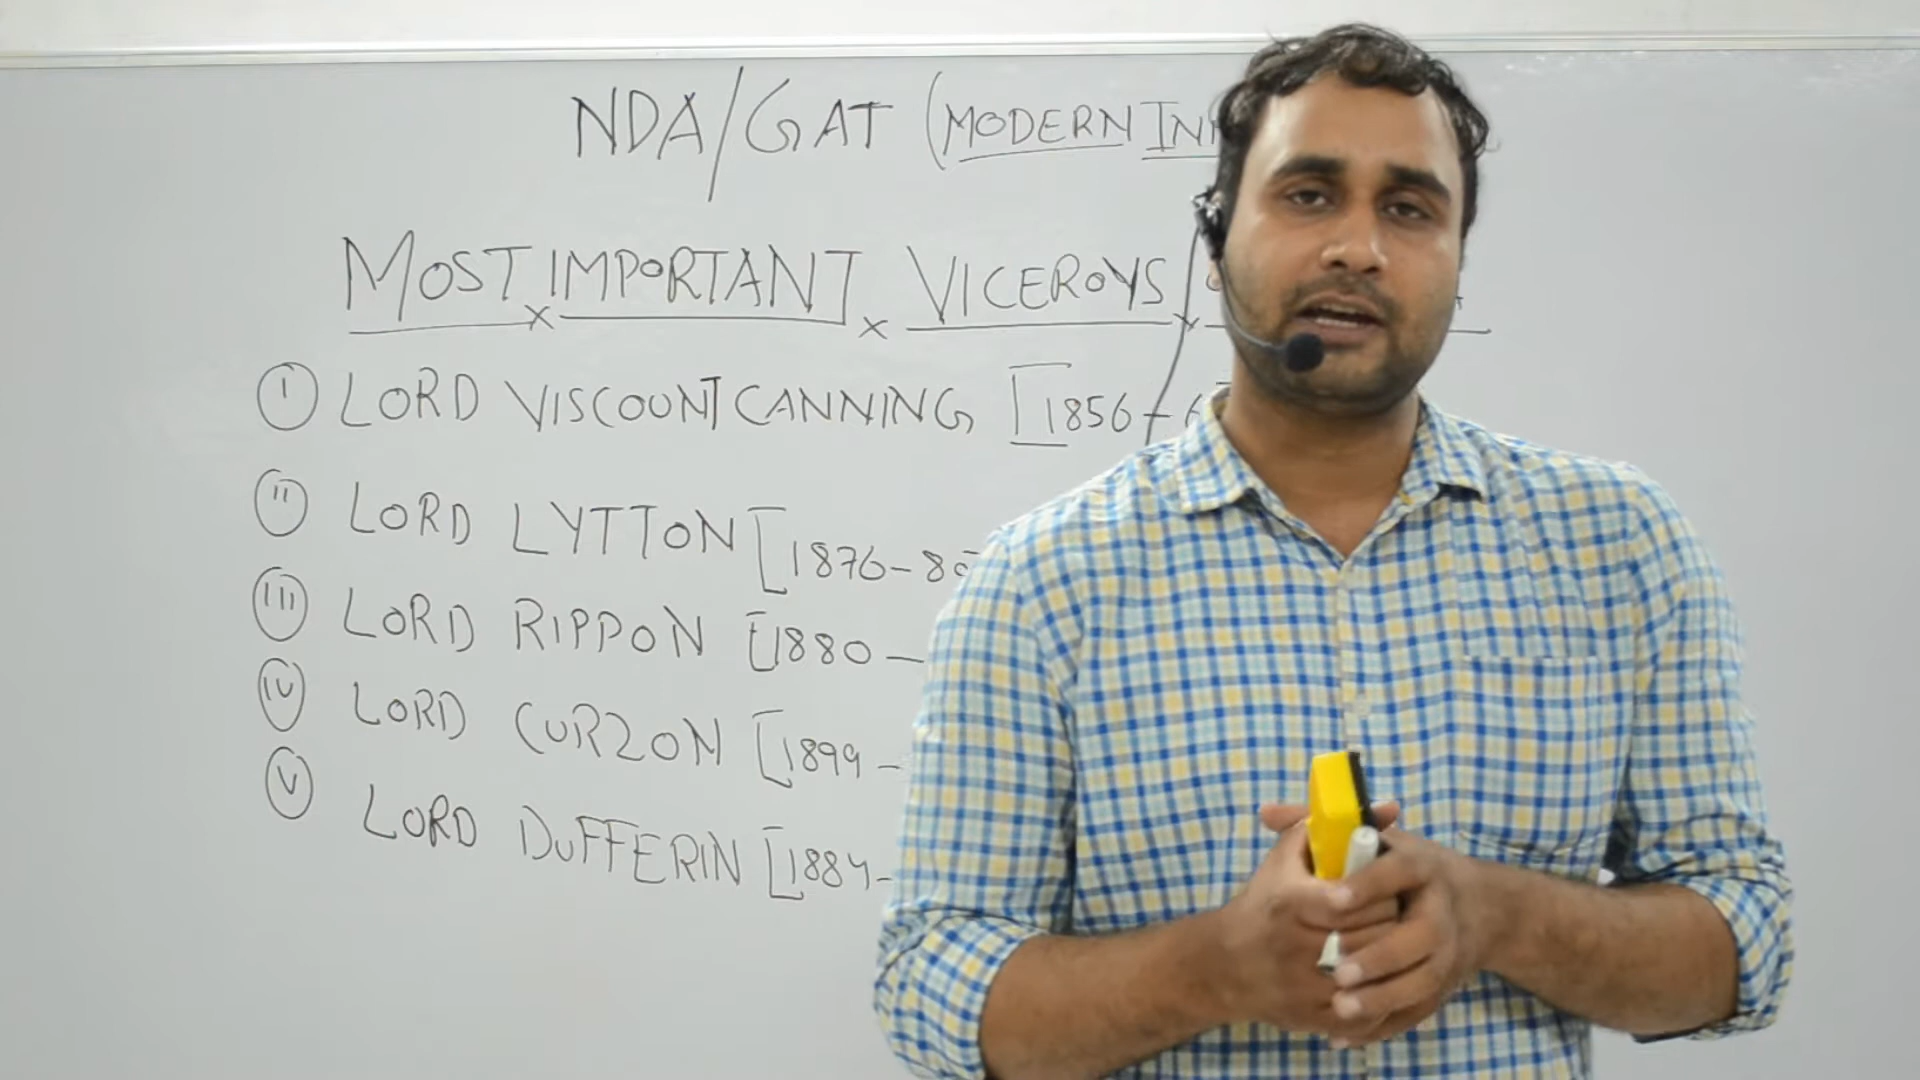 NDA/GAT (MODERN IN
MOST IMPORTANT VICEROYS
I LORD VISCOUNT CANNING [1856-6
II LORD LYTTON [1876-80
III LORD RIPPON [1880-
IV LORD CURZON [1899-
V LORD DUFFERIN [1884-